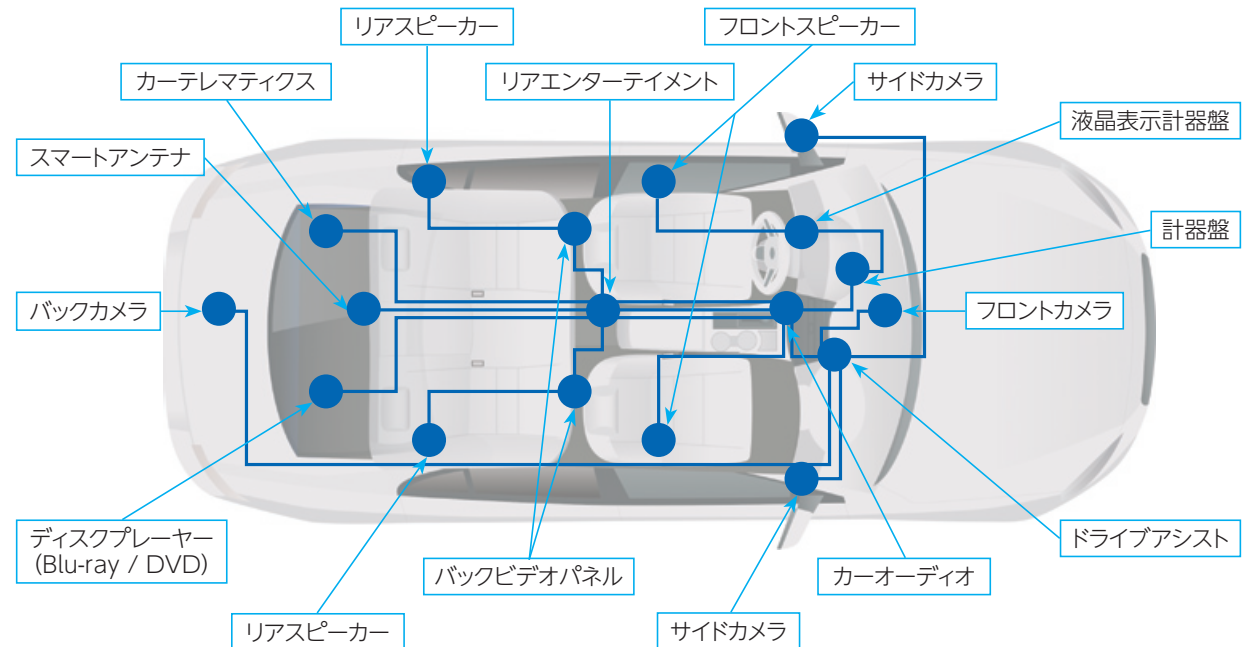 リアスピーカー
フロントスピーカー
カーテレマティクス
リアエンターテイメント
サイドカメラ
液晶表示計器盤
スマートアンテナ
計器盤
バックカメラ
フロントカメラ
ディスクプレーヤー
(Blu-ray / DVD)
バックビデオパネル
カーオーディオ
ドライブアシスト
リアスピーカー
サイドカメラ